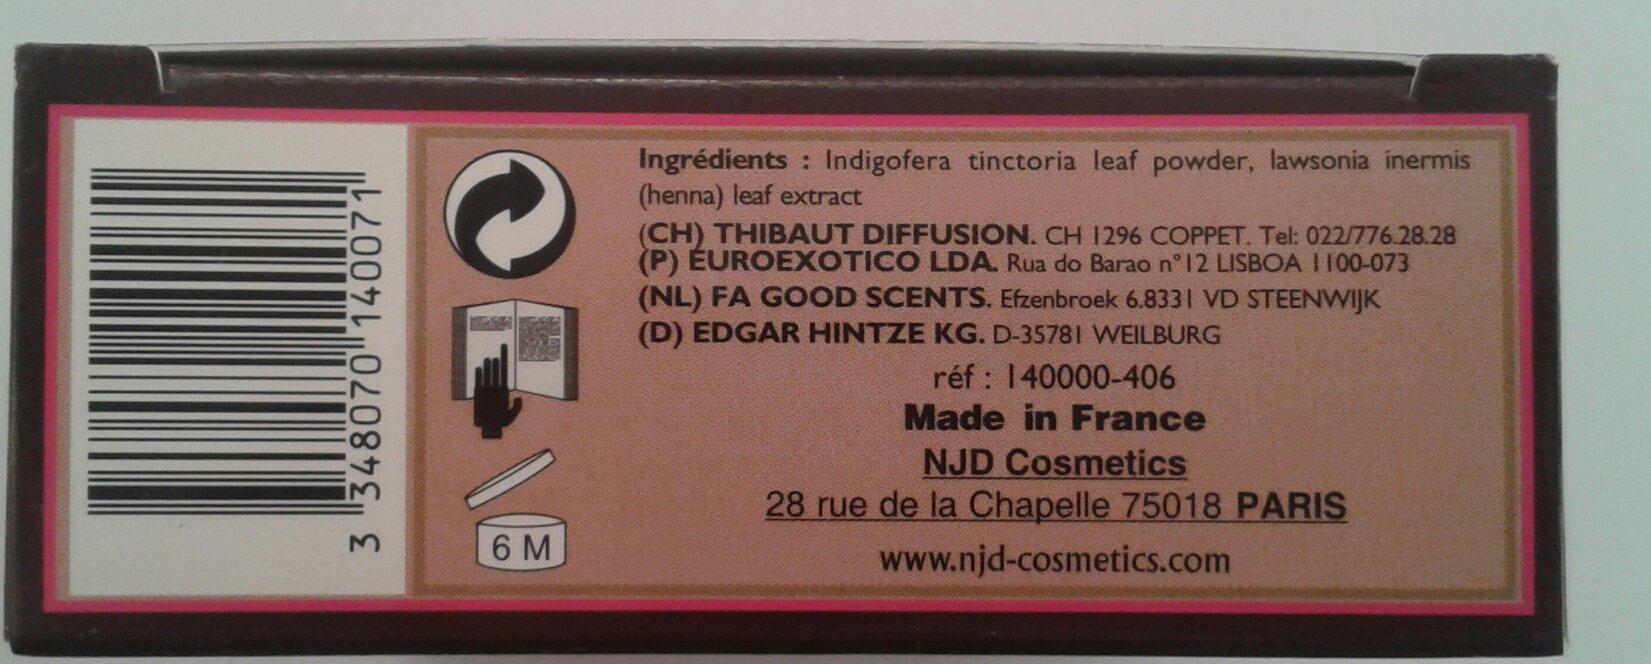 3 348070 140071
6 M
Ingrédients : Indigofera tinctoria leaf powder, lawsonia inermis
(henna) leaf extract
(CH) THIBAUT DIFFUSION. CH 1296 COPPET. Tel: 022/776.28.28
(P) EUROEXOTICO LDA. Rua do Barao n°12 LISBOA 1100-073
(NL) FA GOOD SCENTS. Efzenbroek 6.8331 VD STEENWIJK
(D) EDGAR HINTZE KG. D-35781 WEILBURG
réf : 140000-406
Made in France
NJD Cosmetics
28 rue de la Chapelle 75018 PARIS
www.njd-cosmetics.com